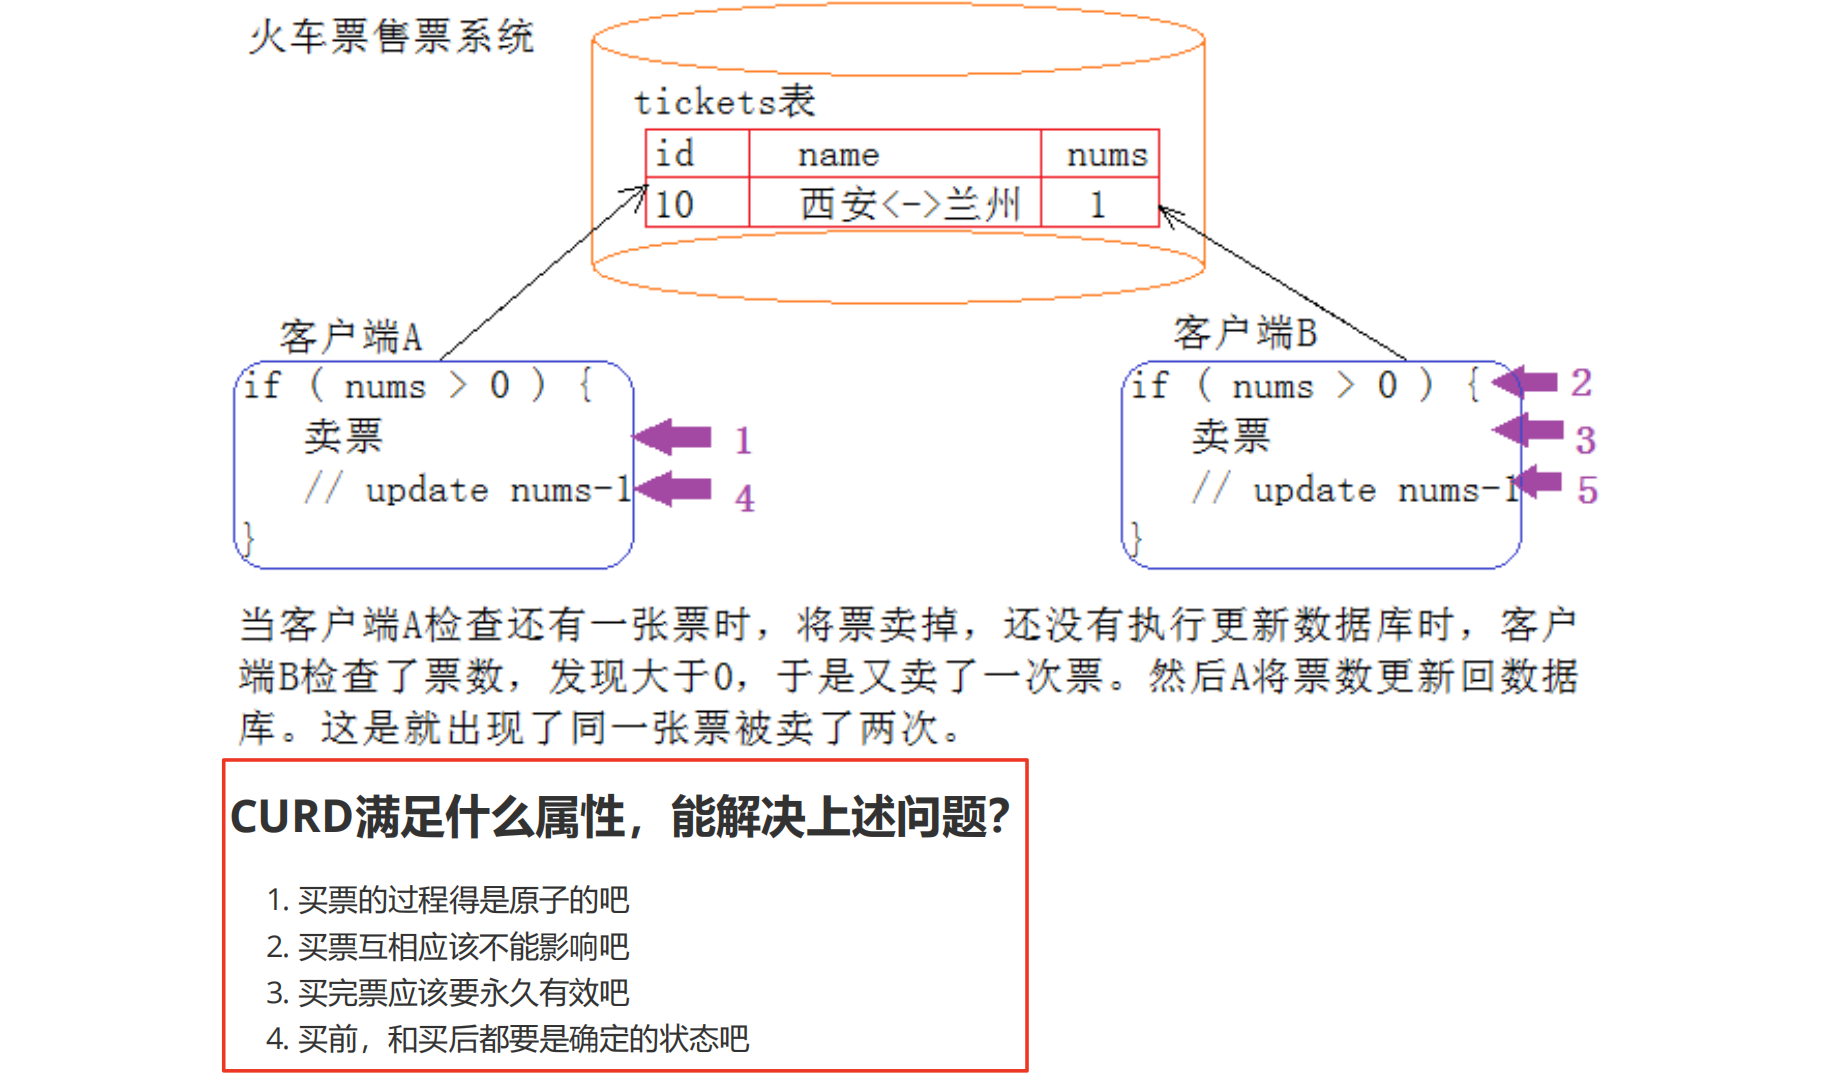 火车票售票系统
tickets表
id name nums
10 西安<->兰州 1
客户端A
if ( nums > 0 ) {
卖票 1
// update nums-1 4
}
客户端B
if ( nums > 0 ) { 2
卖票 3
// update nums-1 5
}
当客户端A检查还有一张票时，将票卖掉，还没有执行更新数据库时，客户
端B检查了票数，发现大于0，于是又卖了一次票。然后A将票数更新回数据
库。这是就出现了同一张票被卖了两次。
CURD满足什么属性，能解决上述问题？
1. 买票的过程得是原子的吧
2. 买票互相应该不能影响吧
3. 买完票应该要永久有效吧
4. 买前，和买后都要是确定的状态吧